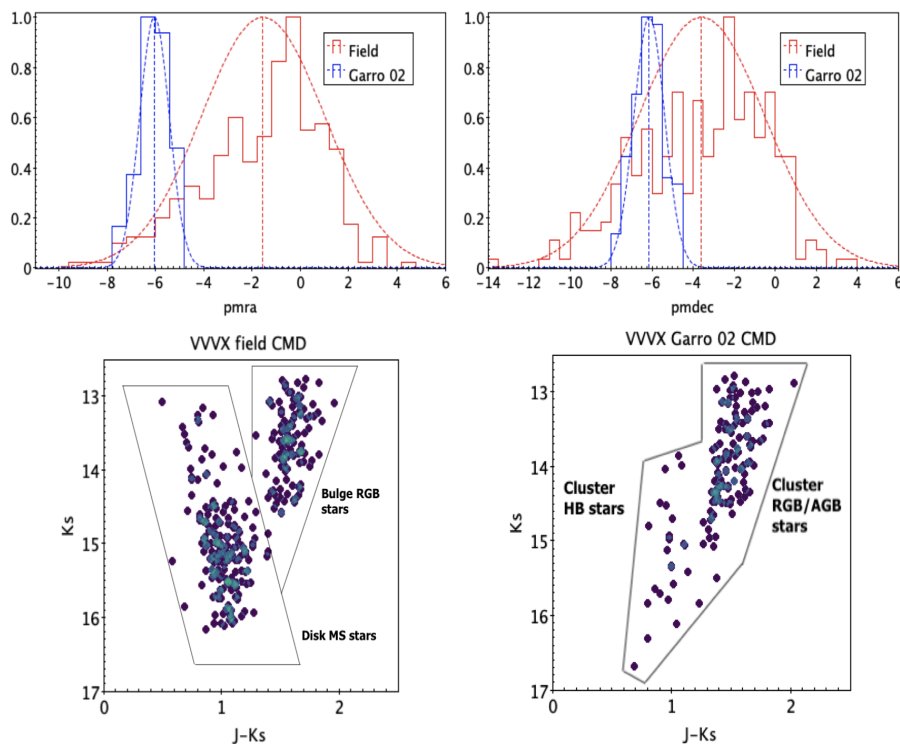 1.0
0.8
0.6
0.4
0.2
0
-10 -8 -6 -4 -2 0 2 4 6
pmra
Field
Garro 02
1.0
0.8
0.6
0.4
0.2
0
-14 -12 -10 -8 -6 -4 -2 0 2 4 6
pmdec
Field
Garro 02
VVVX field CMD
13
14
15
16
17
Ks
0 1 2
J-Ks
Bulge RGB
stars
Disk MS stars
VVVX Garro 02 CMD
13
14
15
16
17
Ks
0 1 2
J-Ks
Cluster
HB stars
Cluster
RGB/AGB
stars